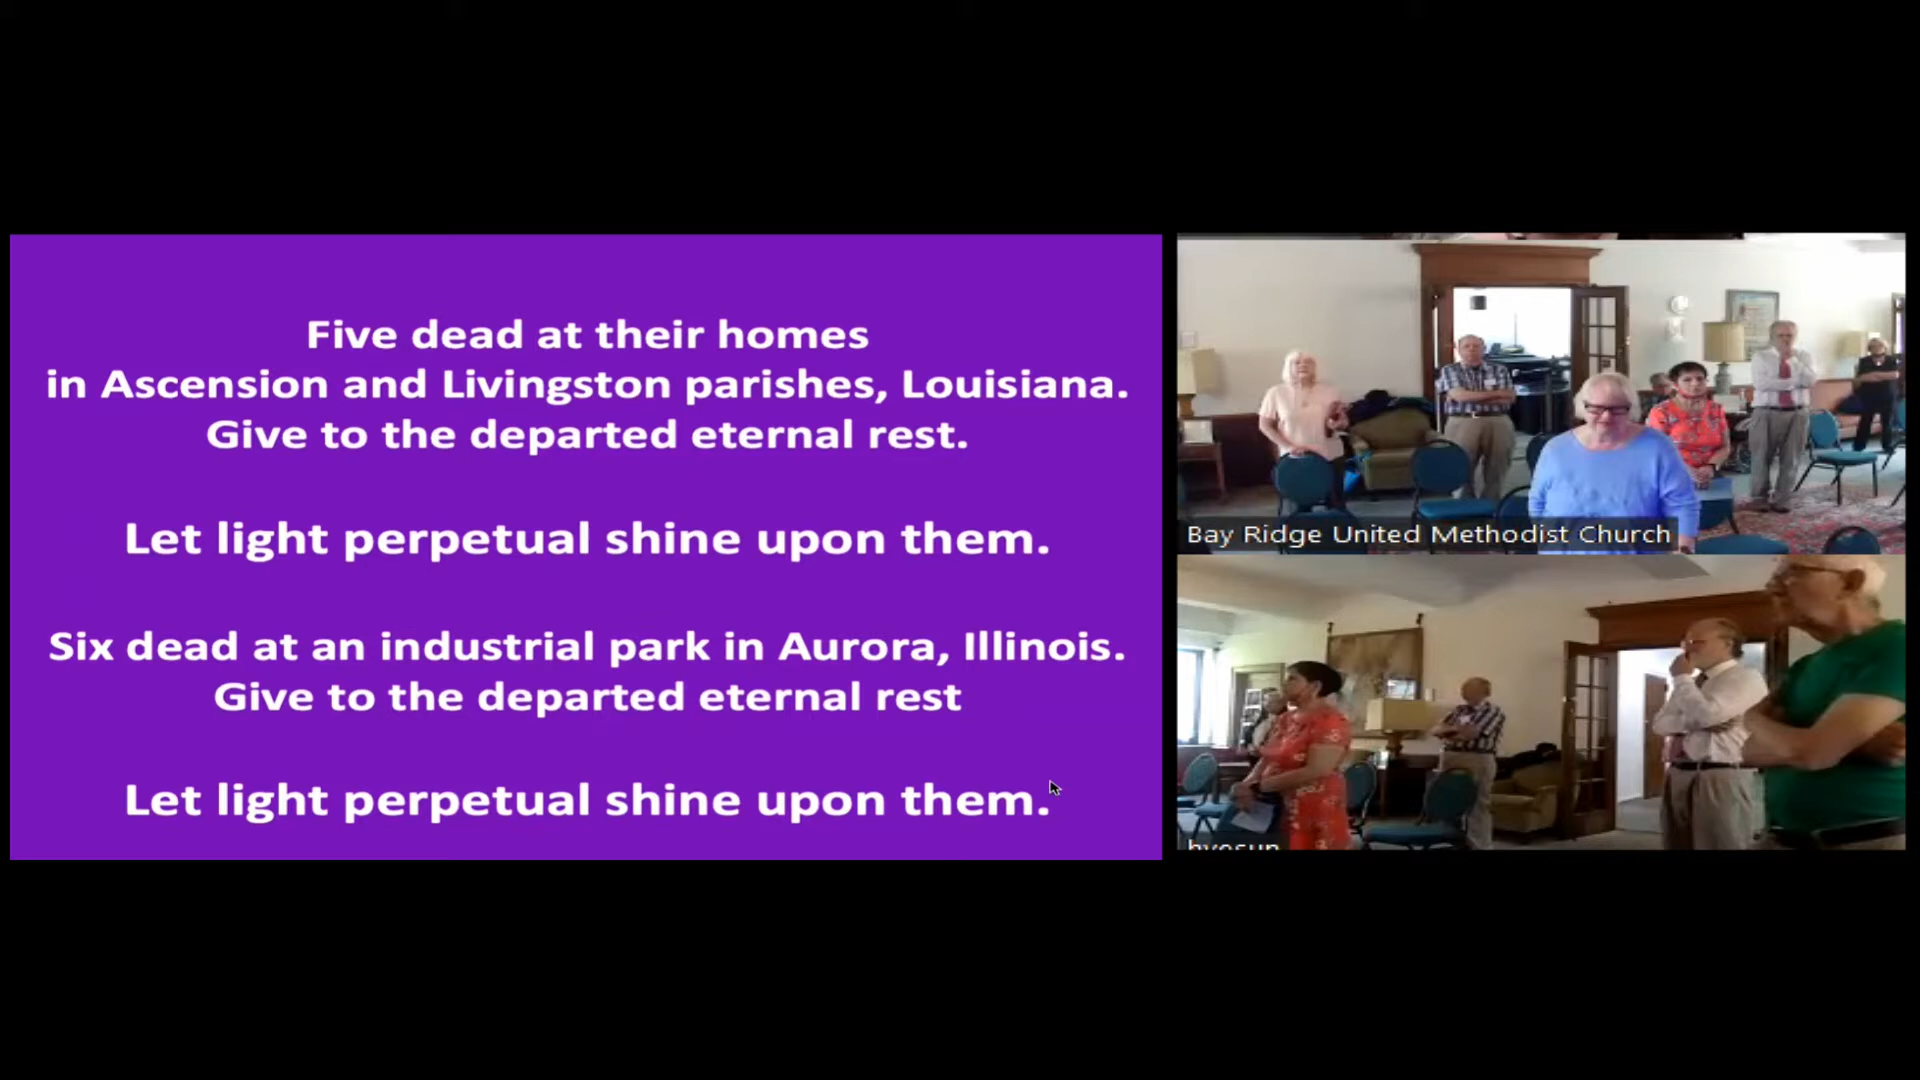 Five dead at their homes
in Ascension and Livingston parishes, Louisiana.
Give to the departed eternal rest.
Let light perpetual shine upon them.
Six dead at an industrial park in Aurora, Illinois.
Give to the departed eternal rest
Let light perpetual shine upon them.
Bay Ridge United Methodist Church
hyesun